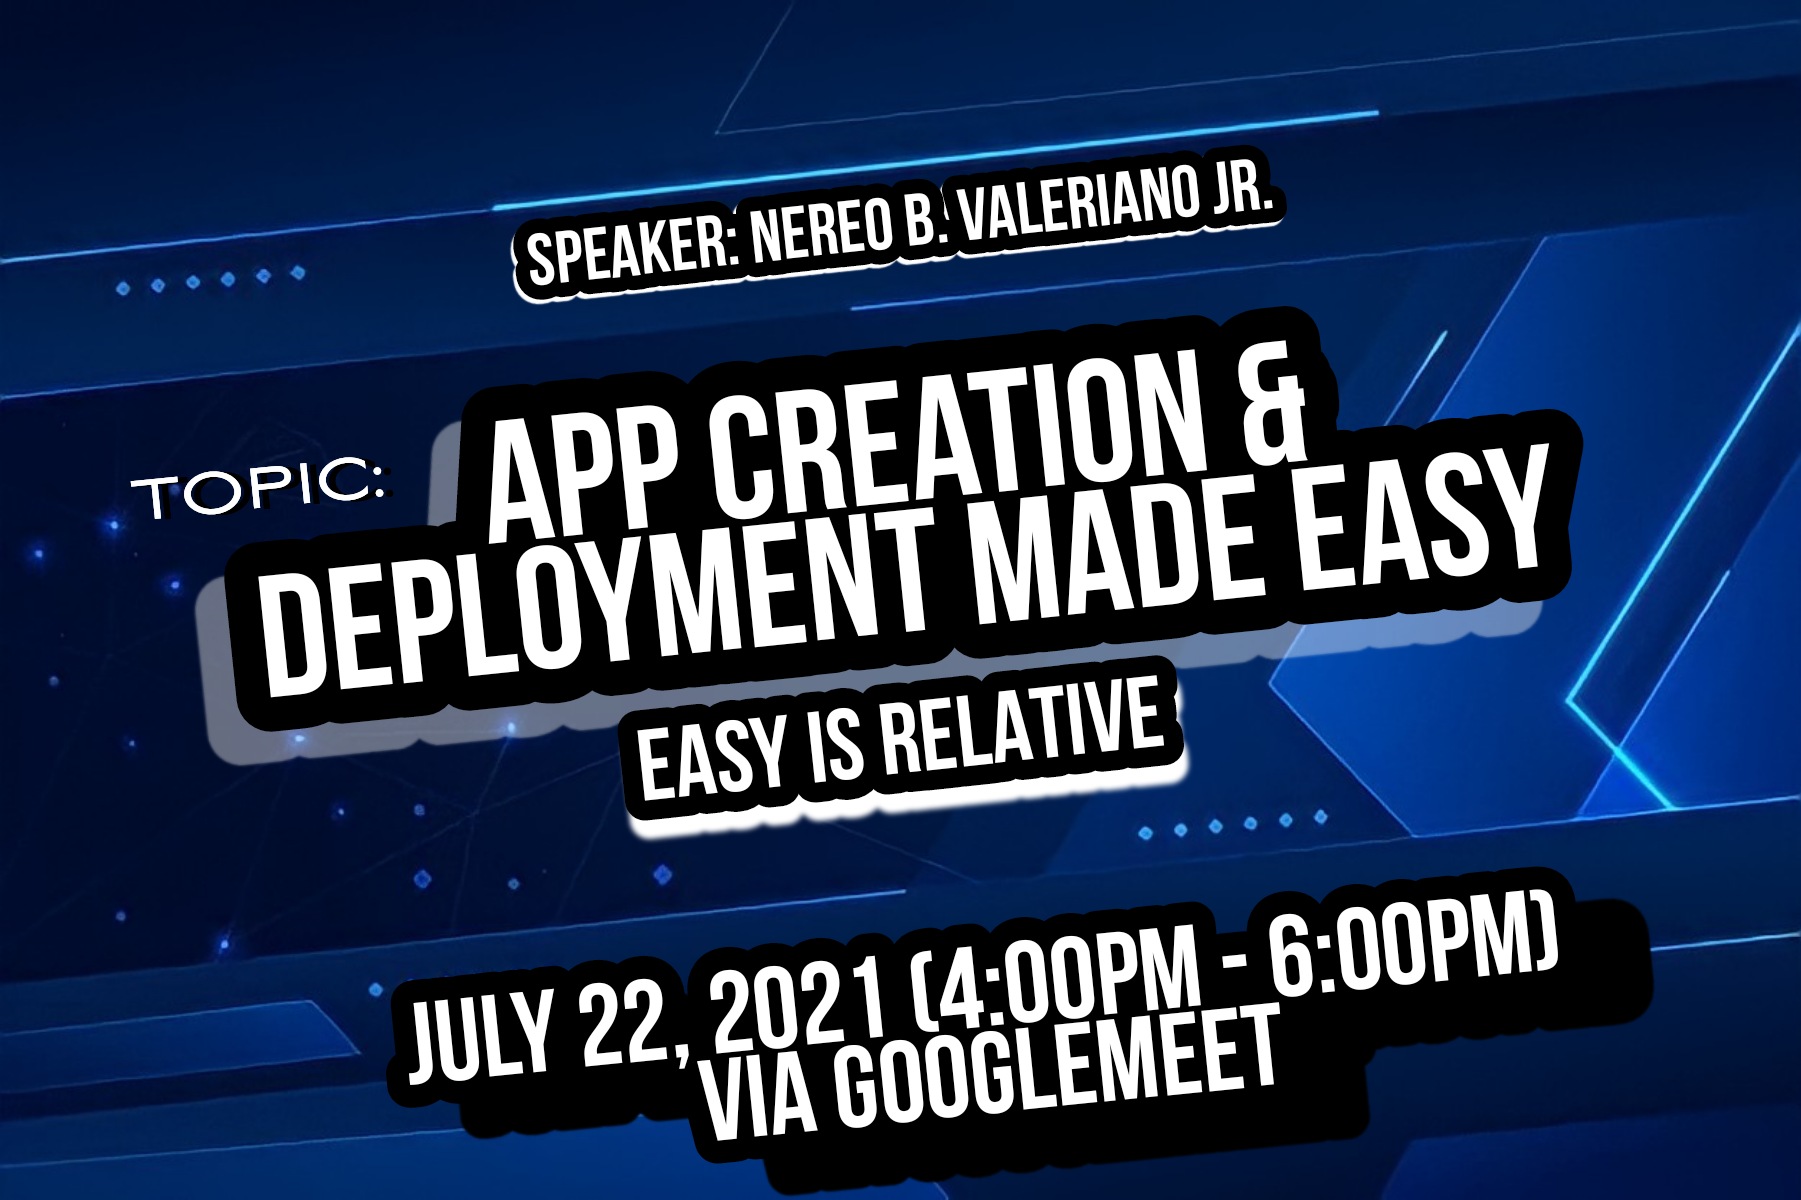 SPEAKER: NEREO B. VALERIANO JR.
TOPIC:
APP CREATION &
DEPLOYMENT MADE EASY
EASY IS RELATIVE
JULY 22, 2021 (4:00PM - 6:00PM)
VIA GOOGLEMEET